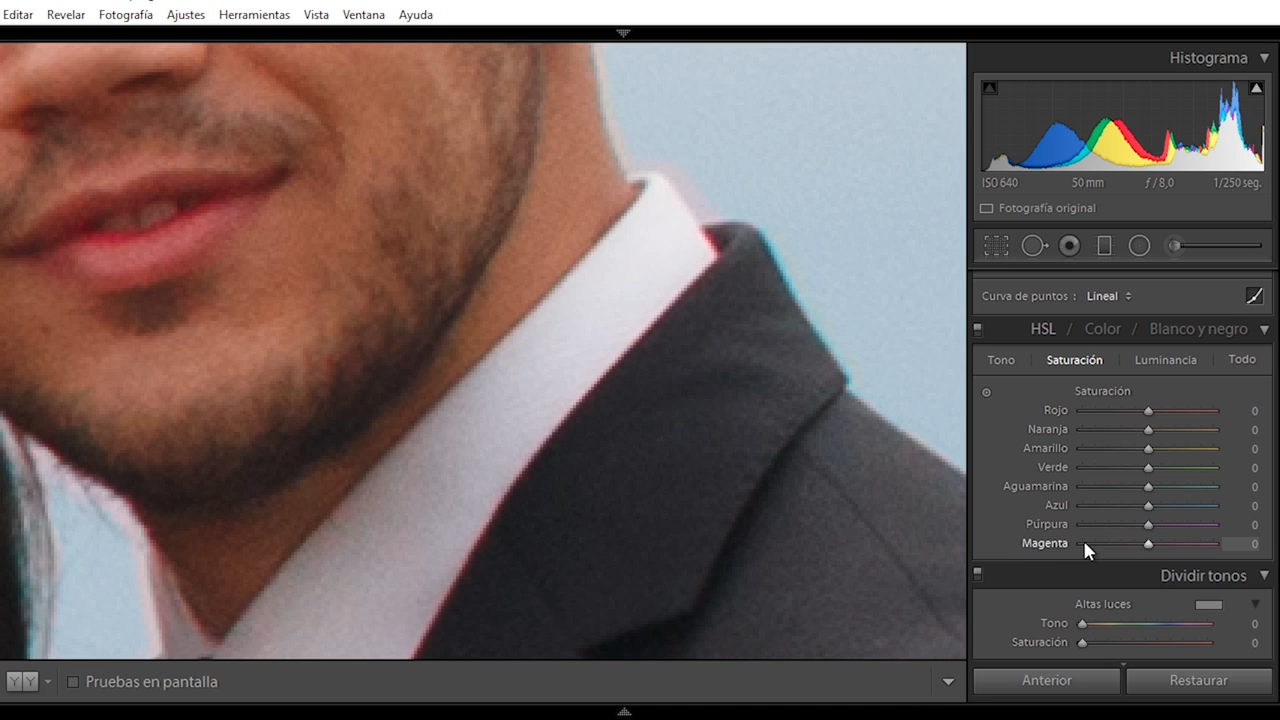 Editar Revelar Fotografía Ajustes Herramientas Vista Ventana Ayuda
Histograma
ISO 640 50 mm ƒ / 8,0 1/250 seg.
Fotografía original
Curva de puntos : Lineal
HSL / Color / Blanco y negro
Tono Saturación Luminancia Todo
Saturación
Rojo 0
Naranja 0
Amarillo 0
Verde 0
Aguamarina 0
Azul 0
Púrpura 0
Magenta 0
Dividir tonos
Altas luces
Tono 0
Saturación 0
YY Pruebas en pantalla
Anterior Restaurar